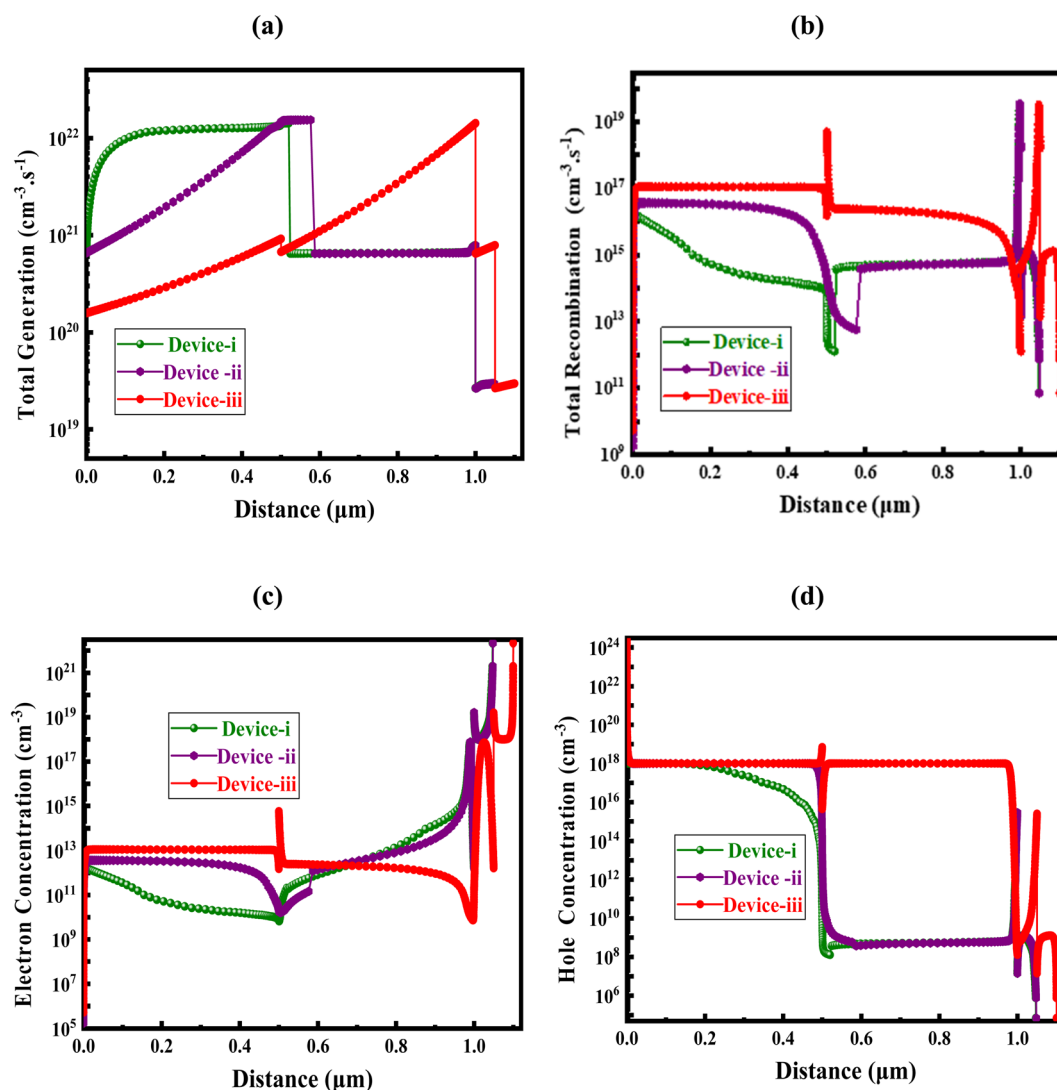 (a)
10²²
10²¹
10²⁰
10¹⁹
Total Generation (cm⁻³.s⁻¹)
Device-i
Device -ii
Device-iii
0.0 0.2 0.4 0.6 0.8 1.0
Distance (µm)
(b)
10¹⁹
10¹⁷
10¹⁵
10¹³
10¹¹
10⁹
Total Recombination (cm⁻³.s⁻¹)
Device-i
Device -ii
Device-iii
0.0 0.2 0.4 0.6 0.8 1.0
Distance (µm)
(c)
10²¹
10¹⁹
10¹⁷
10¹⁵
10¹³
10¹¹
10⁹
10⁷
10⁵
Electron Concentration (cm⁻³)
Device-i
Device -ii
Device-iii
0.0 0.2 0.4 0.6 0.8 1.0
Distance (µm)
(d)
10²⁴
10²²
10²⁰
10¹⁸
10¹⁶
10¹⁴
10¹²
10¹⁰
10⁸
10⁶
Hole Concentration (cm⁻³)
Device-i
Device -ii
Device-iii
0.0 0.2 0.4 0.6 0.8 1.0
Distance (µm)